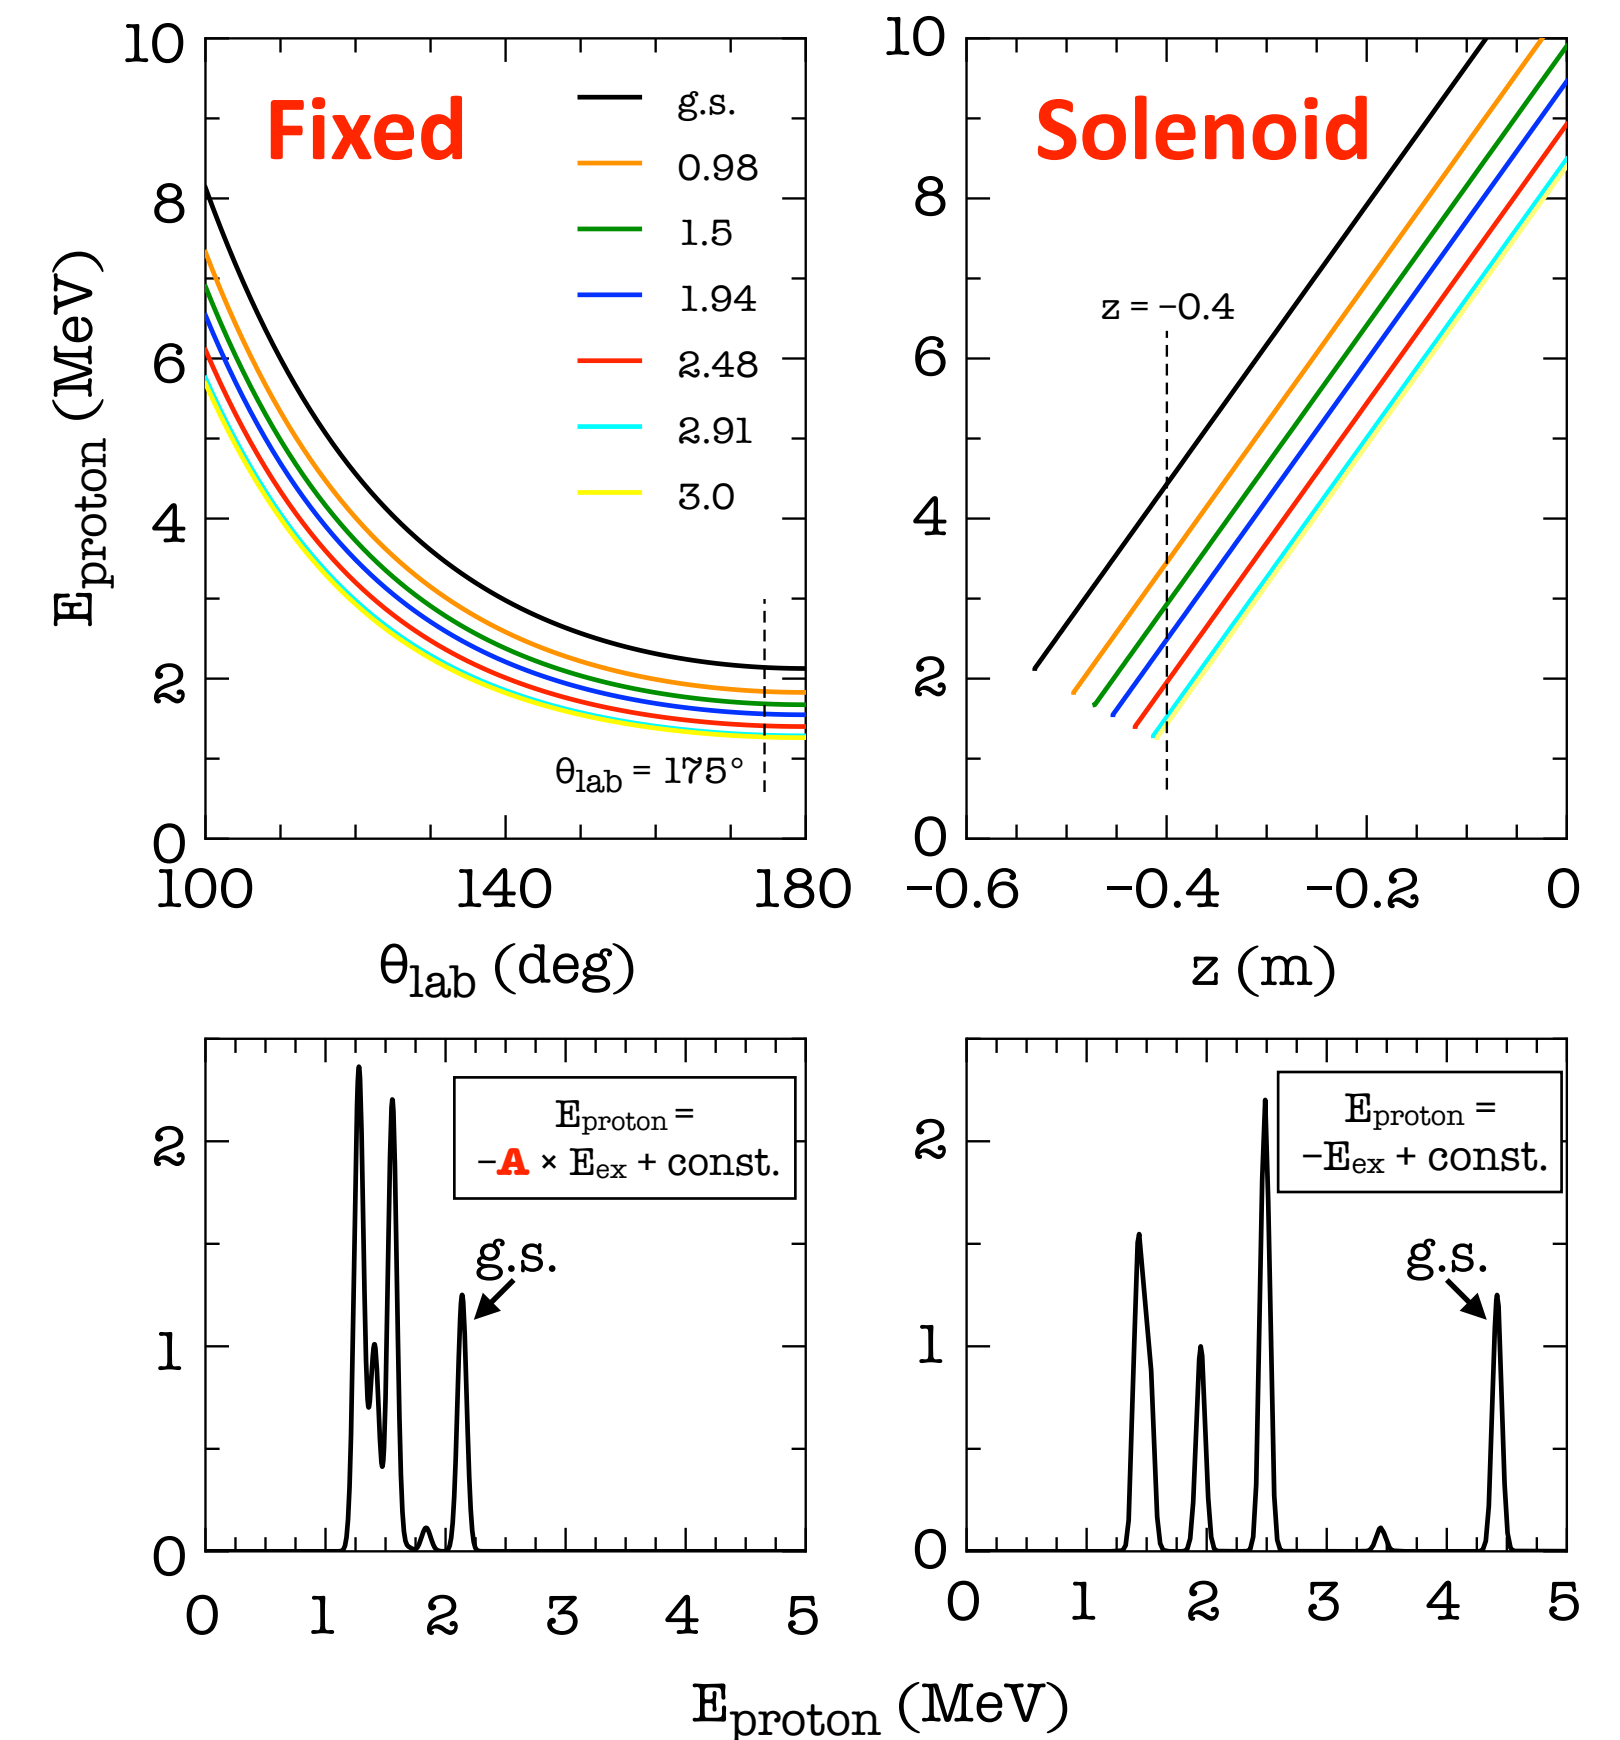 Fixed
g.s.
0.98
1.5
1.94
2.48
2.91
3.0
θlab = 175°
10
8
6
4
2
0
100
140
180
Eproton (MeV)
θlab (deg)
Solenoid
z = −0.4
10
8
6
4
2
0
−0.6
−0.4
−0.2
0
z (m)
Eproton =
−A × Eex + const.
g.s.
2
1
0
0
1
2
3
4
5
Eproton =
−Eex + const.
g.s.
2
1
0
0
1
2
3
4
5
Eproton (MeV)